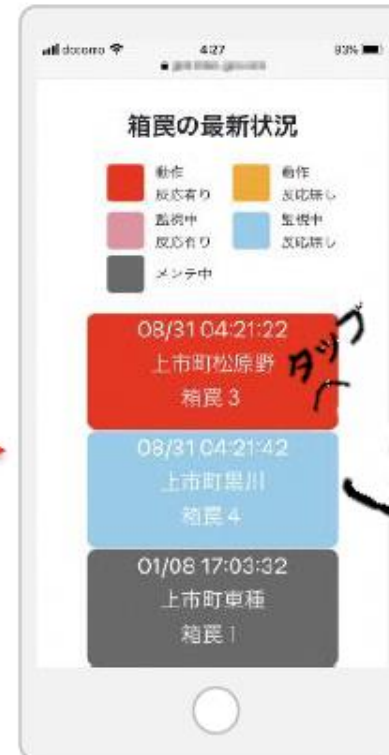 docomo 4:27 93%
箱罠の最新状況
動作 動作
反応有り 反応無し
監視中 監視中
反応有り 反応無し
メンテ中
08/31 04:21:22
上市町松原野
箱罠 3
タップ
08/31 04:21:42
上市町黒川
箱罠 4
01/08 17:03:32
上市町東種
箱罠 1